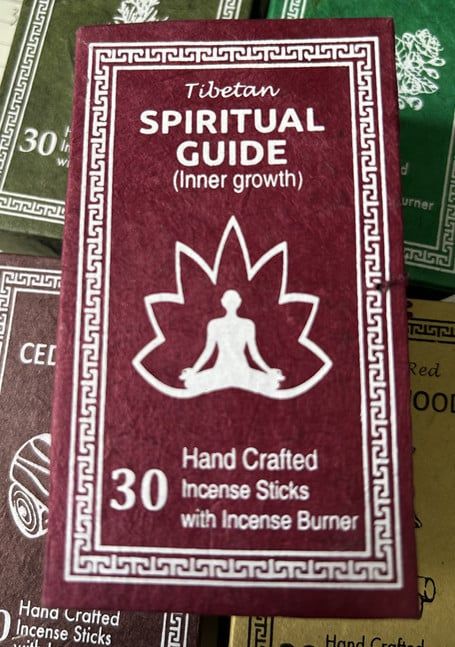 Tibetan
SPIRITUAL
GUIDE
(Inner growth)
30
Hand Crafted
Incense Sticks
with Incense Burner
30
urner
CED
Red
OOD
Hand Crafted
Incense Sticks
Hand Crafted